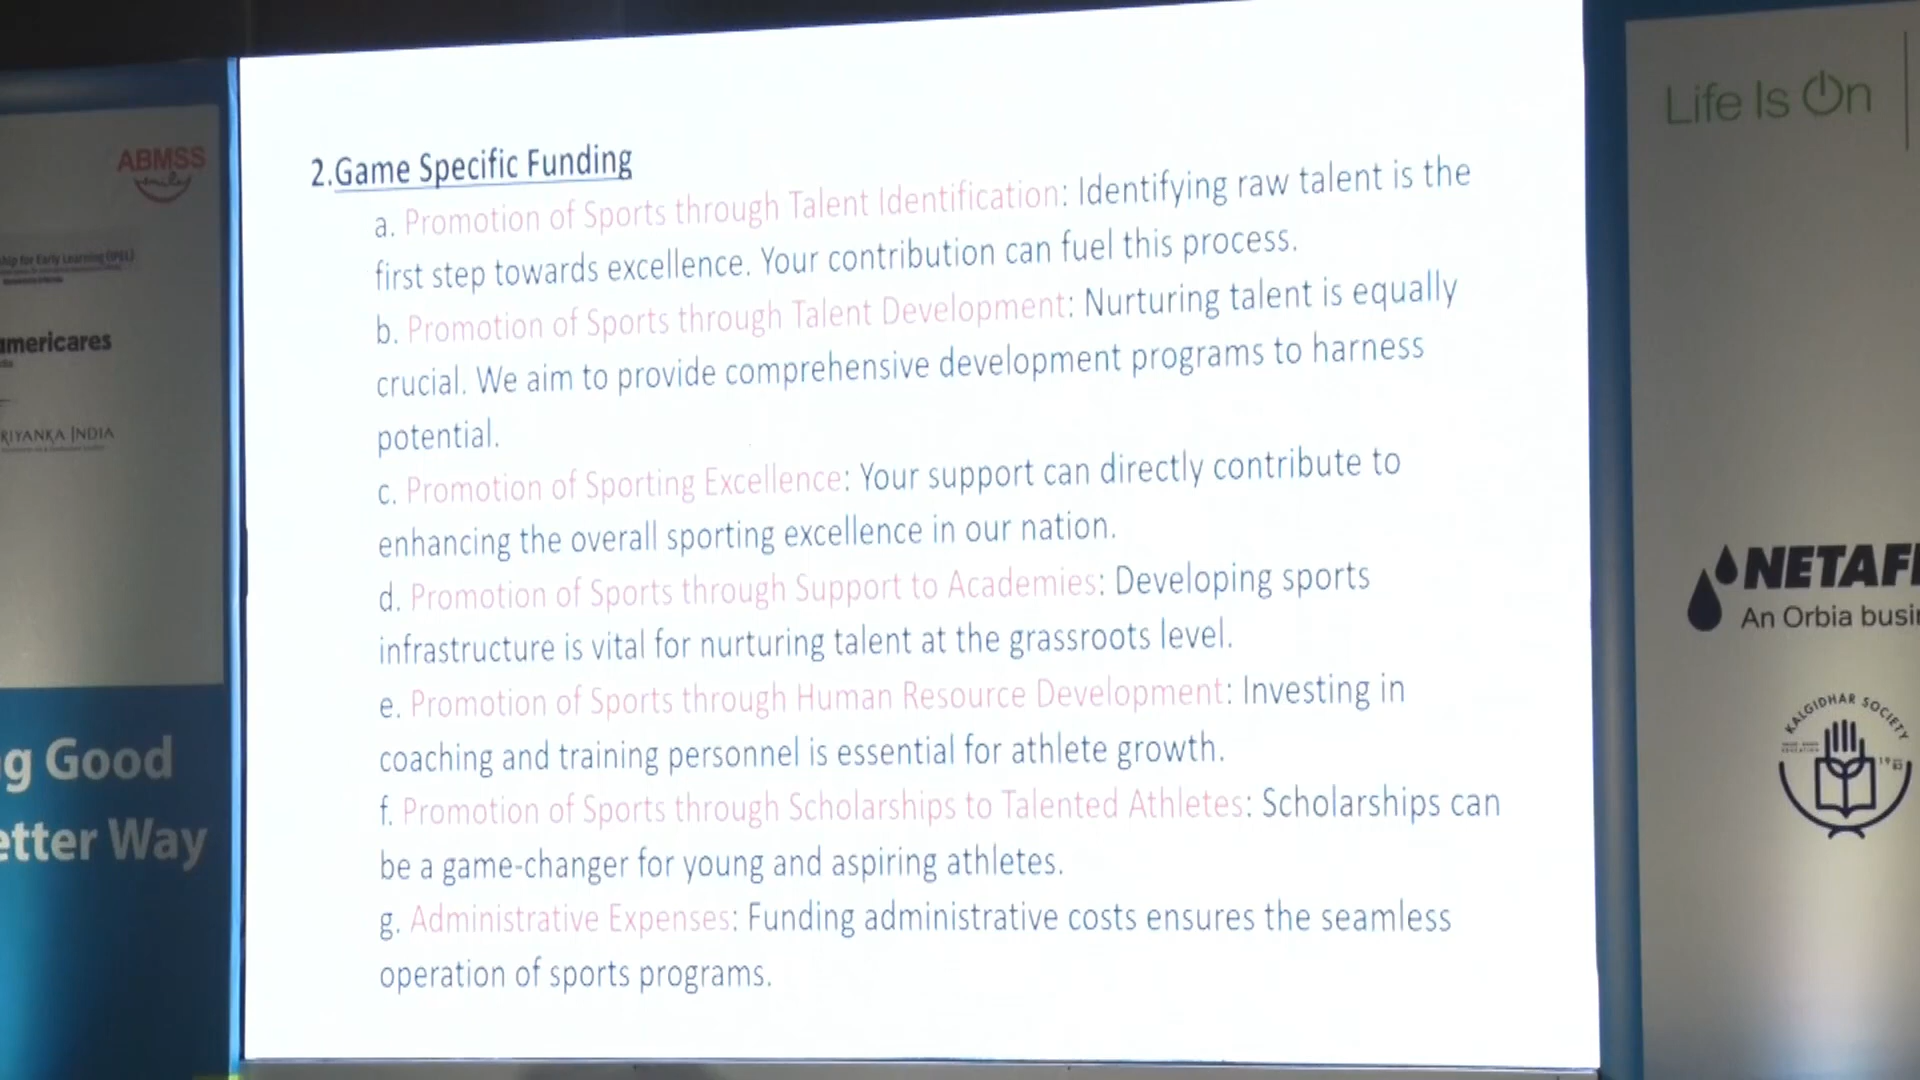 ABMSS
smile
ship for Early Learning (IPEL)
americares
RIYANKA INDIA
g Good
etter Way
2.Game Specific Funding
a. Promotion of Sports through Talent Identification: Identifying raw talent is the
first step towards excellence. Your contribution can fuel this process.
b. Promotion of Sports through Talent Development: Nurturing talent is equally
crucial. We aim to provide comprehensive development programs to harness
potential.
c. Promotion of Sporting Excellence: Your support can directly contribute to
enhancing the overall sporting excellence in our nation.
d. Promotion of Sports through Support to Academies: Developing sports
infrastructure is vital for nurturing talent at the grassroots level.
e. Promotion of Sports through Human Resource Development: Investing in
coaching and training personnel is essential for athlete growth.
f. Promotion of Sports through Scholarships to Talented Athletes: Scholarships can
be a game-changer for young and aspiring athletes.
g. Administrative Expenses: Funding administrative costs ensures the seamless
operation of sports programs.
Life Is On
NETAFI
An Orbia busi
KALGIDHAR SOCIETY